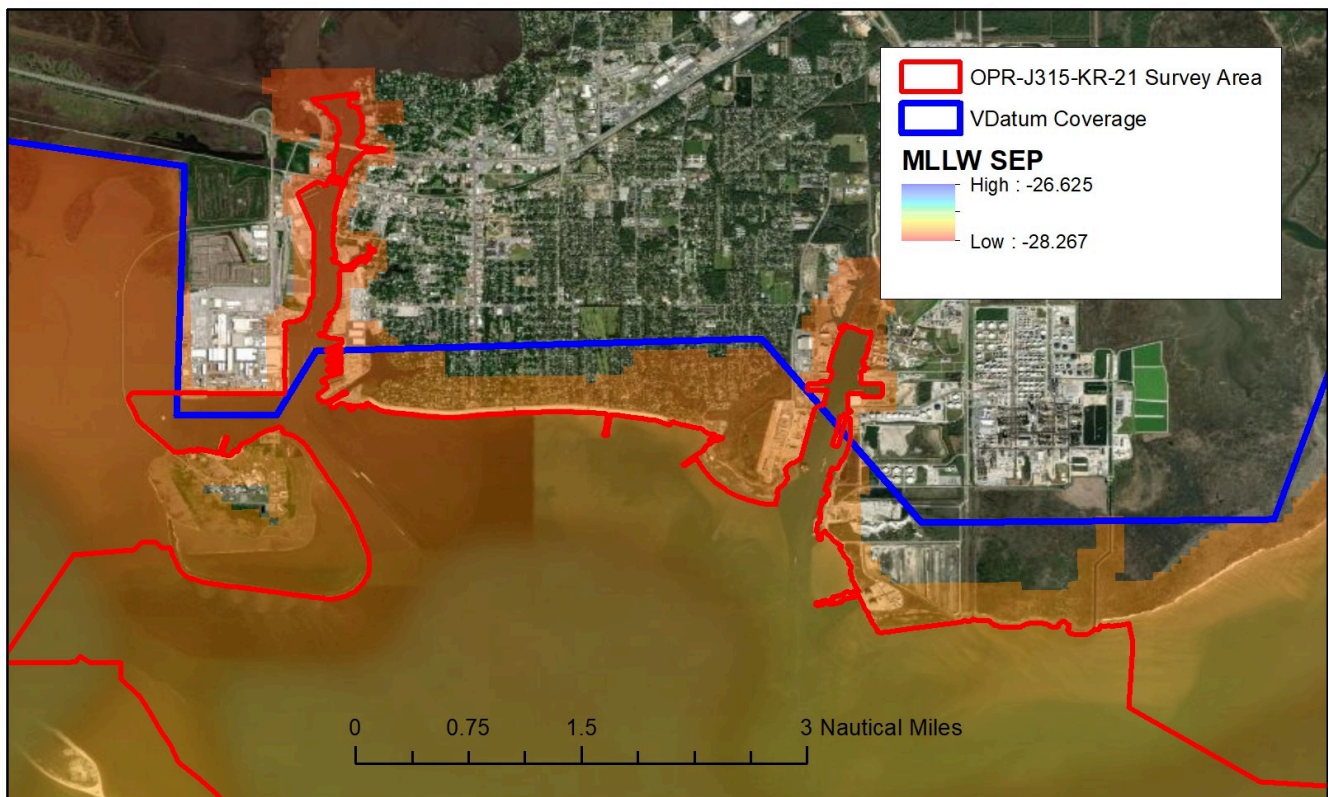 OPR-J315-KR-21 Survey Area
VDatum Coverage
MLLW SEP
High : -26.625
Low : -28.267
0 0.75 1.5 3 Nautical Miles